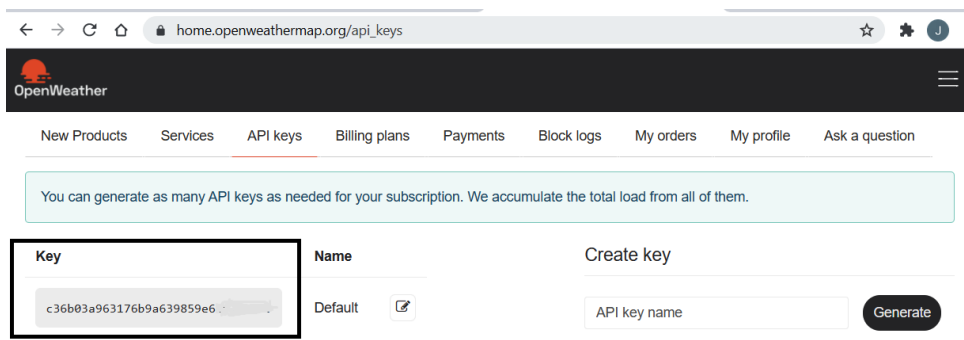 home.openweathermap.org/api_keys
J
OpenWeather
New Products Services API keys Billing plans Payments Block logs My orders My profile Ask a question
You can generate as many API keys as needed for your subscription. We accumulate the total load from all of them.
Key Name Create key
c36b03a963176b9a639859e6 Default API key name Generate